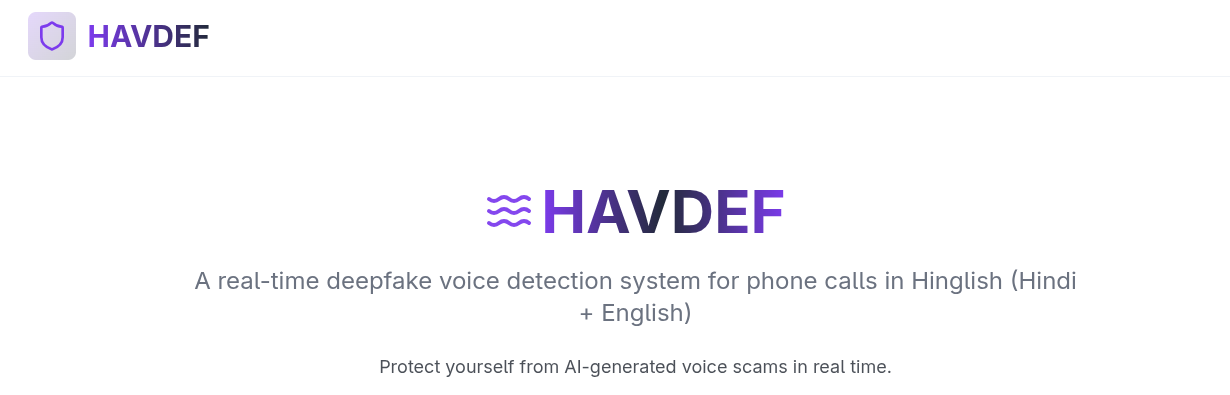 HAVDEF
HAVDEF
A real-time deepfake voice detection system for phone calls in Hinglish (Hindi
+ English)
Protect yourself from AI-generated voice scams in real time.